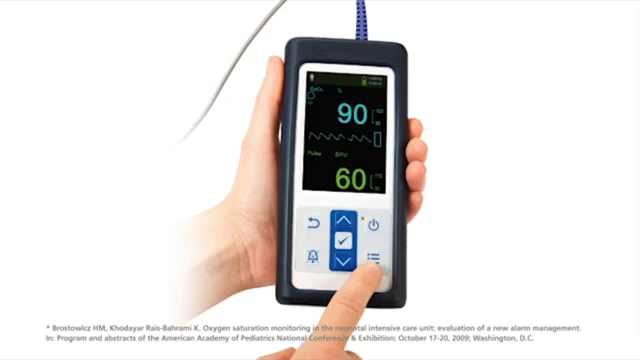 SpO₂ %
90
Pulse BPM
60
* Brostowicz HM, Khodayar Rais-Bahrami K. Oxygen saturation monitoring in the neonatal intensive care unit: evaluation of a new alarm management.
In: Program and abstracts of the American Academy of Pediatrics National Conference & Exhibition; October 17-20, 2009; Washington, D.C.